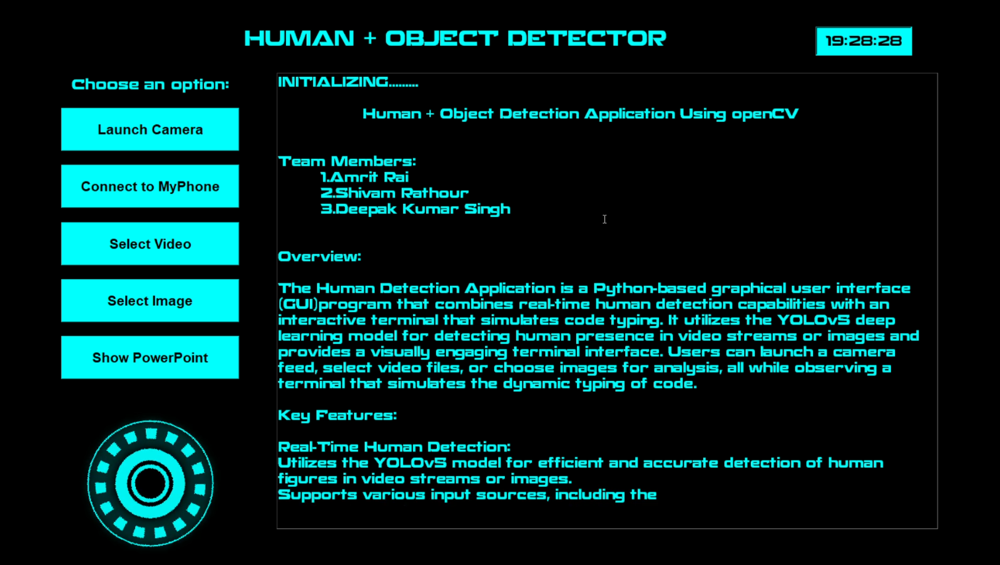 HUMAN + OBJECT DETECTOR
19:28:28
Choose an option:
Launch Camera
Connect to MyPhone
Select Video
Select Image
Show PowerPoint
INITIALIZING.........
Human + Object Detection Application Using openCV
Team Members:
1.Amrit Rai
2.Shivam Rathour
3.Deepak Kumar Singh
Overview:
The Human Detection Application is a Python-based graphical user interface
(GUI)program that combines real-time human detection capabilities with an
interactive terminal that simulates code typing. It utilizes the YOLOv5 deep
learning model for detecting human presence in video streams or images and
provides a visually engaging terminal interface. Users can launch a camera
feed, select video files, or choose images for analysis, all while observing a
terminal that simulates the dynamic typing of code.
Key Features:
Real-Time Human Detection:
Utilizes the YOLOv5 model for efficient and accurate detection of human
figures in video streams or images.
Supports various input sources, including the